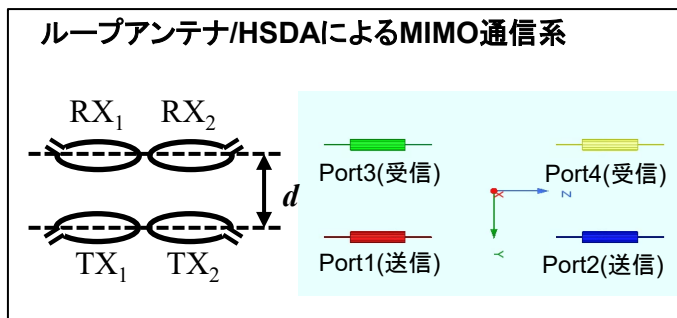 ループアンテナ/HSDAによるMIMO通信系
RX1 RX2
d
TX1 TX2
Port3(受信) Port4(受信)
X Z
Y
Port1(送信) Port2(送信)